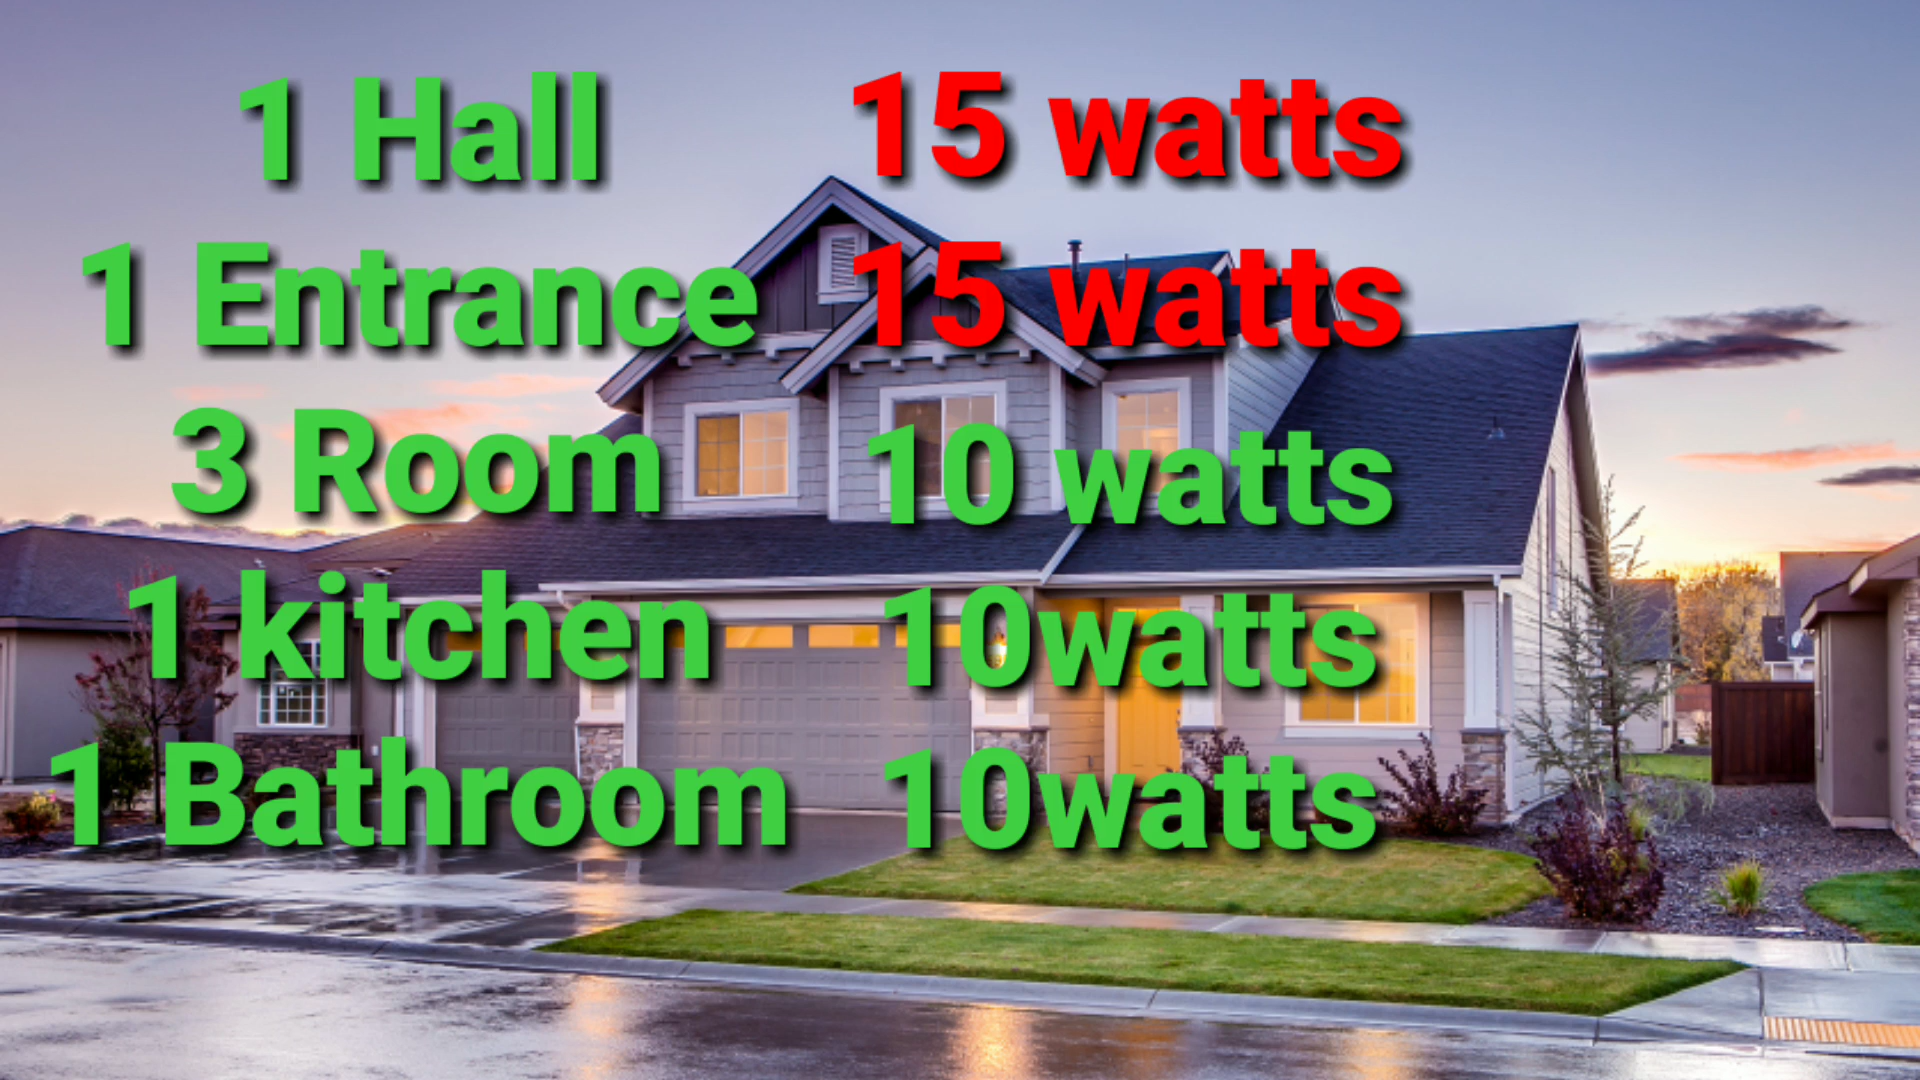 1 Hall 15 watts
1 Entrance 15 watts
3 Room 10 watts
1 kitchen 10watts
1 Bathroom 10watts